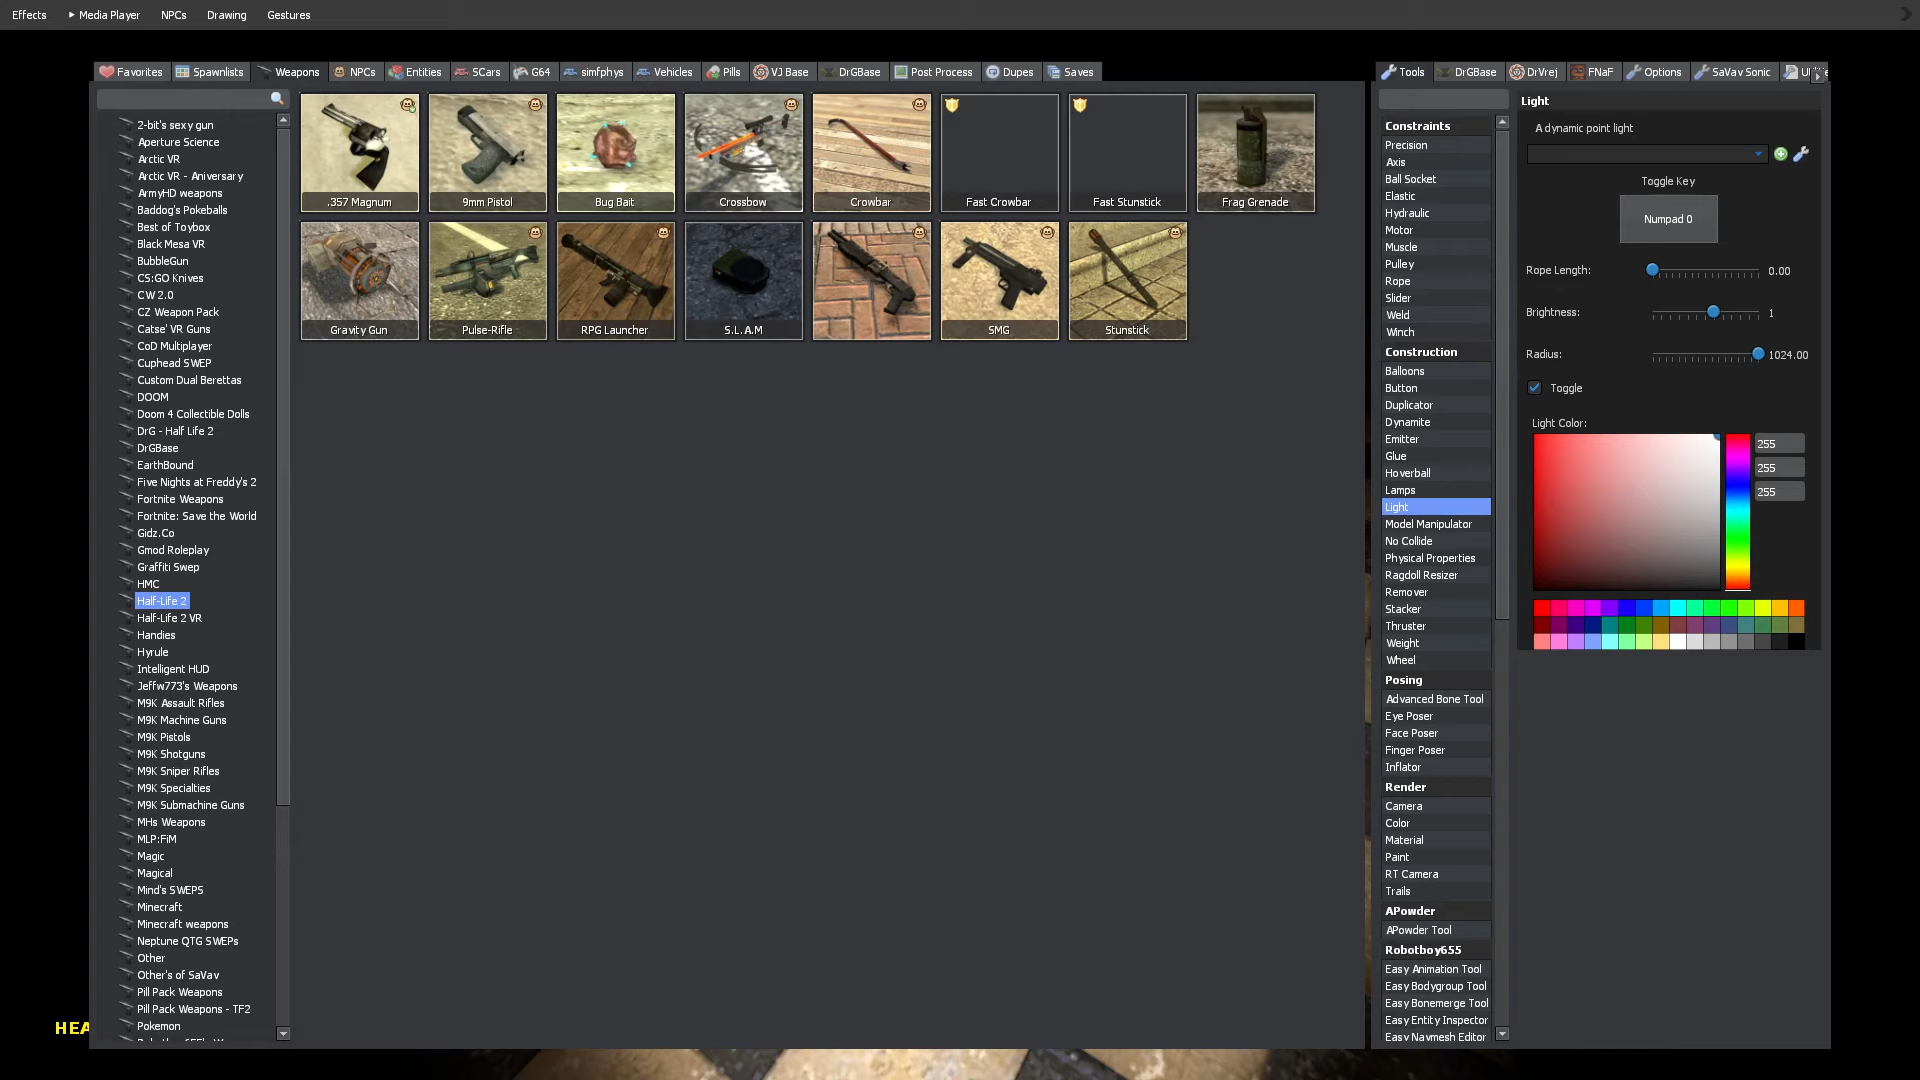 Effects
Media Player
NPCs
Drawing
Gestures
Favorites
Spawnlists
Weapons
NPCs
Entities
SCars
G64
simfphys
Vehicles
Pills
VJ Base
DrGBase
Post Process
Dupes
Saves
2-bit's sexy gun
Aperture Science
Arctic VR
Arctic VR - Aniversary
ArmyHD weapons
Baddog's Pokeballs
Best of Toybox
Black Mesa VR
BubbleGun
CS:GO Knives
CW 2.0
CZ Weapon Pack
Catse' VR Guns
CoD Multiplayer
Cuphead SWEP
Custom Dual Berettas
DOOM
Doom 4 Collectible Dolls
DrG - Half Life 2
DrGBase
EarthBound
Five Nights at Freddy's 2
Fortnite Weapons
Fortnite: Save the World
Gidz.Co
Gmod Roleplay
Graffiti Swep
HMC
Half-Life 2
Half-Life 2 VR
Handies
Hyrule
Intelligent HUD
Jeffw773's Weapons
M9K Assault Rifles
M9K Machine Guns
M9K Pistols
M9K Shotguns
M9K Sniper Rifles
M9K Specialties
M9K Submachine Guns
MHs Weapons
MLP:FiM
Magic
Magical
Mind's SWEPS
Minecraft
Minecraft weapons
Neptune QTG SWEPs
Other
Other's of SaVav
Pill Pack Weapons
Pill Pack Weapons - TF2
Pokemon
HEA
.357 Magnum
9mm Pistol
Bug Bait
Crossbow
Crowbar
Fast Crowbar
Fast Stunstick
Frag Grenade
Gravity Gun
Pulse-Rifle
RPG Launcher
S.L.A.M
SMG
Stunstick
Tools
DrGBase
DrVrej
FNaF
Options
SaVav Sonic
Constraints
Precision
Axis
Ball Socket
Elastic
Hydraulic
Motor
Muscle
Pulley
Rope
Slider
Weld
Winch
Construction
Balloons
Button
Duplicator
Dynamite
Emitter
Glue
Hoverball
Lamps
Light
Model Manipulator
No Collide
Physical Properties
Ragdoll Resizer
Remover
Stacker
Thruster
Weight
Wheel
Posing
Advanced Bone Tool
Eye Poser
Face Poser
Finger Poser
Inflator
Render
Camera
Color
Material
Paint
RT Camera
Trails
APowder
APowder Tool
Robotboy655
Easy Animation Tool
Easy Bodygroup Tool
Easy Bonemerge Tool
Easy Entity Inspector
Easy Navmesh Editor
Light
A dynamic point light
Toggle Key
Numpad 0
Rope Length:
0.00
Brightness:
1
Radius:
1024.00
Toggle
Light Color:
255
255
255